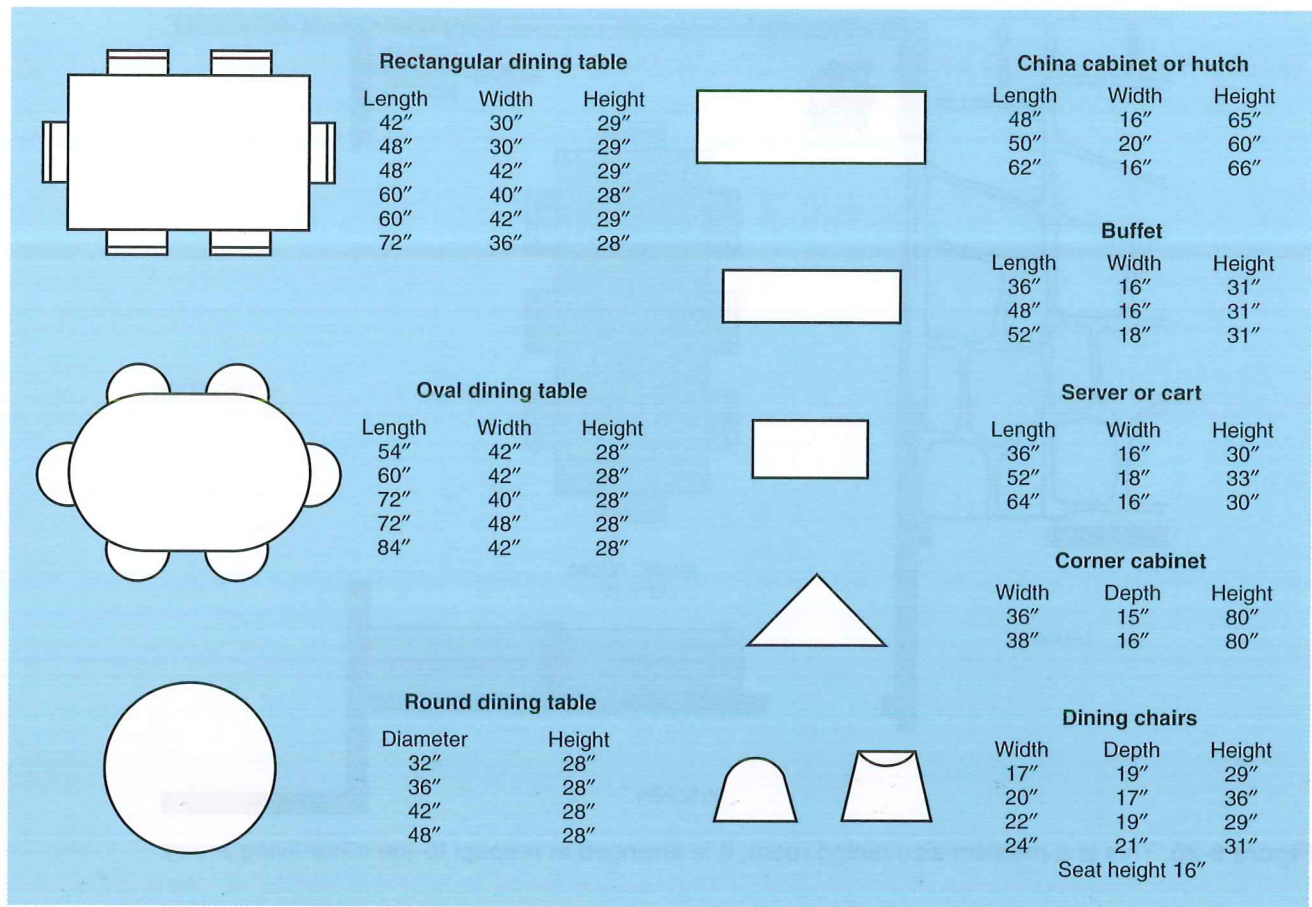 Rectangular dining table
Length Width Height
42″ 30″ 29″
48″ 30″ 29″
48″ 42″ 29″
60″ 40″ 28″
60″ 42″ 29″
72″ 36″ 28″
Oval dining table
Length Width Height
54″ 42″ 28″
60″ 42″ 28″
72″ 40″ 28″
72″ 48″ 28″
84″ 42″ 28″
Round dining table
Diameter Height
32″ 28″
36″ 28″
42″ 28″
48″ 28″
China cabinet or hutch
Length Width Height
48″ 16″ 65″
50″ 20″ 60″
62″ 16″ 66″
Buffet
Length Width Height
36″ 16″ 31″
48″ 16″ 31″
52″ 18″ 31″
Server or cart
Length Width Height
36″ 16″ 30″
52″ 18″ 33″
64″ 16″ 30″
Corner cabinet
Width Depth Height
36″ 15″ 80″
38″ 16″ 80″
Dining chairs
Width Depth Height
17″ 19″ 29″
20″ 17″ 36″
22″ 19″ 29″
24″ 21″ 31″
Seat height 16″